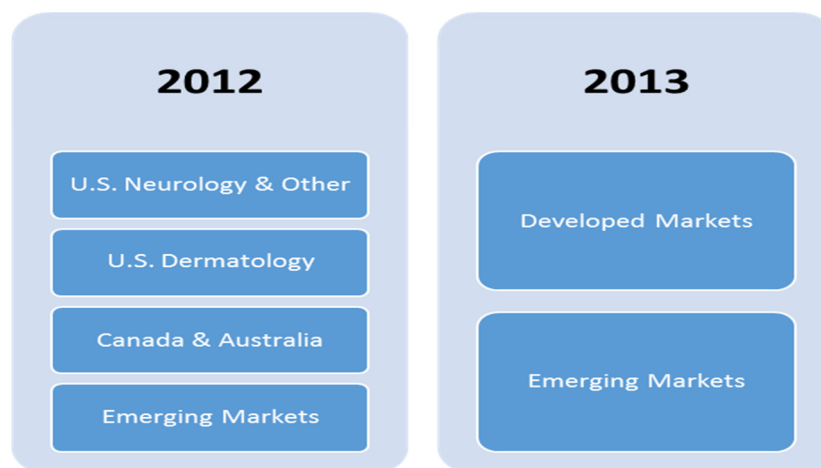 2012
U.S. Neurology & Other
U.S. Dermatology
Canada & Australia
Emerging Markets
2013
Developed Markets
Emerging Markets